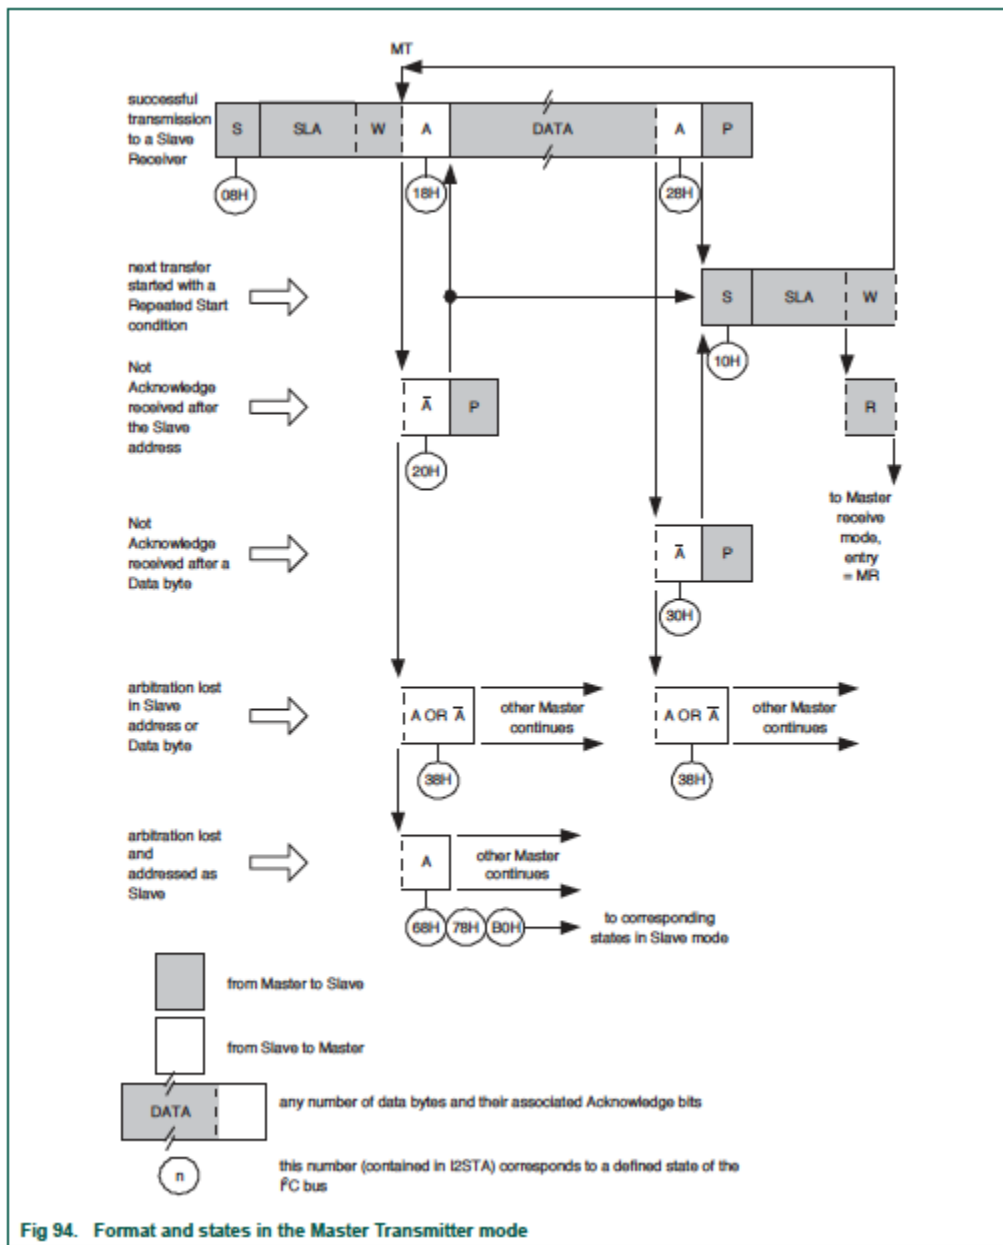 MT
successful
transmission
to a Slave
Receiver
S SLA W A DATA A P
08H 18H 28H
next transfer
started with a
Repeated Start
condition
S SLA W
10H
Not
Acknowledge
received after
the Slave
address
A̅ P
R
20H
to Master
receive
mode,
entry
= MR
Not
Acknowledge
received after a
Data byte
A̅ P
30H
arbitration lost
in Slave
address or
Data byte
A OR A̅
other Master
continues
A OR A̅
other Master
continues
38H 38H
arbitration lost
and
addressed as
Slave
A
other Master
continues
68H 78H B0H
to corresponding
states in Slave mode
from Master to Slave
from Slave to Master
DATA
any number of data bytes and their associated Acknowledge bits
n
this number (contained in I2STA) corresponds to a defined state of the
I²C bus
Fig 94. Format and states in the Master Transmitter mode